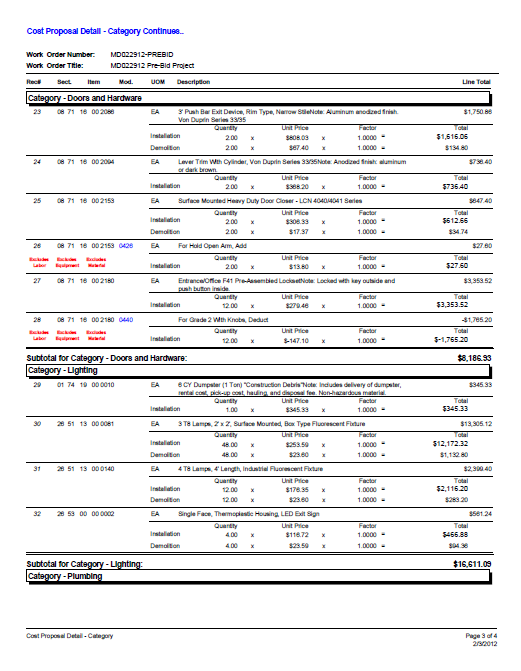 Cost Proposal Detail - Category Continues..
Work Order Number: MD022912-PREBID
Work Order Title: MD022912 Pre-Bid Project
Rec# Sect. Item Mod. UOM Description Line Total
Category - Doors and Hardware
23 08 71 16 00 2086 EA 3' Push Bar Exit Device, Rim Type, Narrow StileNote: Aluminum anodized finish. $1,750.86
Von Duprin Series 33/35
Quantity Unit Price Factor Total
Installation 2.00 x $808.03 x 1.0000 = $1,616.06
Demolition 2.00 x $67.40 x 1.0000 = $134.80
24 08 71 16 00 2094 EA Lever Trim With Cylinder, Von Duprin Series 33/35Note: Anodized finish: aluminum $736.40
or dark brown.
Quantity Unit Price Factor Total
Installation 2.00 x $368.20 x 1.0000 = $736.40
25 08 71 16 00 2153 EA Surface Mounted Heavy Duty Door Closer - LCN 4040/4041 Series $647.40
Quantity Unit Price Factor Total
Installation 2.00 x $306.33 x 1.0000 = $612.66
Demolition 2.00 x $17.37 x 1.0000 = $34.74
26 08 71 16 00 2153 0426 EA For Hold Open Arm, Add $27.60
Excludes Labor Excludes Equipment Excludes Material Quantity Unit Price Factor Total
Installation 2.00 x $13.80 x 1.0000 = $27.60
27 08 71 16 00 2180 EA Entrance/Office F41 Pre-Assembled LocksetNote: Locked with key outside and $3,353.52
push button inside.
Quantity Unit Price Factor Total
Installation 12.00 x $279.46 x 1.0000 = $3,353.52
28 08 71 16 00 2180 0440 For Grade 2 With Knobs, Deduct -$1,765.20
Excludes Labor Excludes Equipment Excludes Material Quantity Unit Price Factor Total
Installation 12.00 x $-147.10 x 1.0000 = $-1,765.20
Subtotal for Category - Doors and Hardware: $8,186.93
Category - Lighting
29 01 74 19 00 0010 EA 6 CY Dumpster (1 Ton) "Construction Debris"Note: Includes delivery of dumpster, $345.33
rental cost, pick-up cost, hauling, and disposal fee. Non-hazardous material.
Quantity Unit Price Factor Total
Installation 1.00 x $345.33 x 1.0000 = $345.33
30 26 51 13 00 0081 EA 3 T8 Lamps, 2' x 2', Surface Mounted, Box Type Fluorescent Fixture $13,305.12
Quantity Unit Price Factor Total
Installation 48.00 x $253.59 x 1.0000 = $12,172.32
Demolition 48.00 x $23.60 x 1.0000 = $1,132.80
31 26 51 13 00 0140 EA 4 T8 Lamps, 4' Length, Industrial Fluorescent Fixture $2,399.40
Quantity Unit Price Factor Total
Installation 12.00 x $176.35 x 1.0000 = $2,116.20
Demolition 12.00 x $23.60 x 1.0000 = $283.20
32 26 53 00 00 0002 EA Single Face, Thermoplastic Housing, LED Exit Sign $561.24
Quantity Unit Price Factor Total
Installation 4.00 x $116.72 x 1.0000 = $466.88
Demolition 4.00 x $23.59 x 1.0000 = $94.36
Subtotal for Category - Lighting: $16,611.09
Category - Plumbing
Cost Proposal Detail - Category Page 3 of 4
2/3/2012